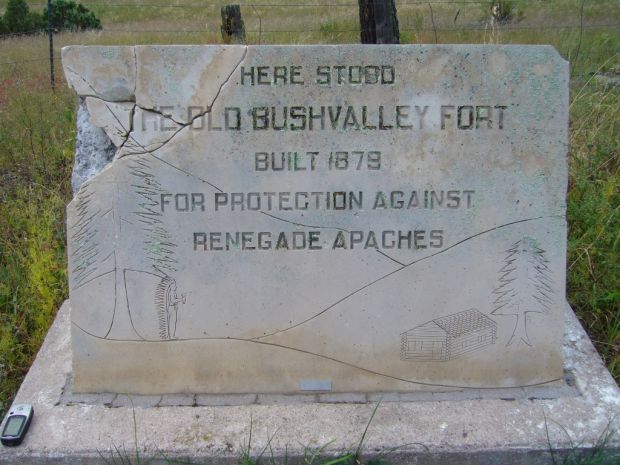 HERE STOOD
THE OLD BUSHVALLEY FORT
BUILT 1879
FOR PROTECTION AGAINST
RENEGADE APACHES